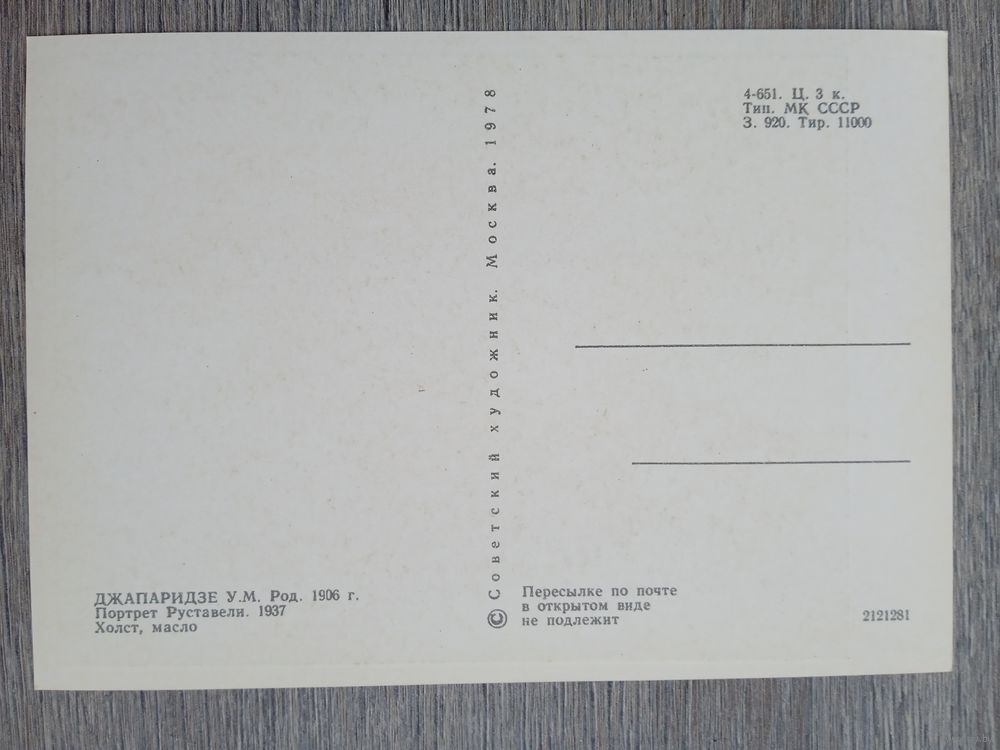 4-651. Ц. 3 к.
Тип. МК СССР
З. 920. Тир. 11000
© Советский художник. Москва. 1978
ДЖАПАРИДЗЕ У.М. Род. 1906 г.
Портрет Руставели. 1937
Холст, масло
Пересылке по почте
в открытом виде
не подлежит
2121281